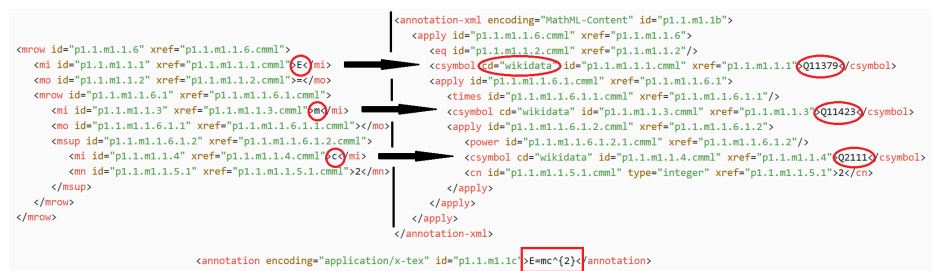 <mrow id="p1.1.m1.1.6" xref="p1.1.m1.1.6.cmml">
<mi id="p1.1.m1.1.1" xref="p1.1.m1.1.1.cmml">E</mi>
<mo id="p1.1.m1.1.2" xref="p1.1.m1.1.2.cmml">=</mo>
<mrow id="p1.1.m1.1.6.1" xref="p1.1.m1.1.6.1.cmml">
<mi id="p1.1.m1.1.3" xref="p1.1.m1.1.3.cmml">m</mi>
<mo id="p1.1.m1.1.6.1.1" xref="p1.1.m1.1.6.1.1.cmml"></mo>
<msup id="p1.1.m1.1.6.1.2" xref="p1.1.m1.1.6.1.2.cmml">
<mi id="p1.1.m1.1.4" xref="p1.1.m1.1.4.cmml">c</mi>
<mn id="p1.1.m1.1.5.1" xref="p1.1.m1.1.5.1.cmml">2</mn>
</msup>
</mrow>
</mrow>
<annotation-xml encoding="MathML-Content" id="p1.1.m1.1b">
<apply id="p1.1.m1.1.6.cmml" xref="p1.1.m1.1.6">
<eq id="p1.1.m1.1.2.cmml" xref="p1.1.m1.1.2"/>
<csymbol cd="wikidata" id="p1.1.m1.1.1.cmml" xref="p1.1.m1.1.1">Q11379</csymbol>
<apply id="p1.1.m1.1.6.1.cmml" xref="p1.1.m1.1.6.1">
<times id="p1.1.m1.1.6.1.1.cmml" xref="p1.1.m1.1.6.1.1"/>
<csymbol cd="wikidata" id="p1.1.m1.1.3.cmml" xref="p1.1.m1.1.3">Q11423</csymbol>
<apply id="p1.1.m1.1.6.1.2.cmml" xref="p1.1.m1.1.6.1.2">
<power id="p1.1.m1.1.6.1.2.1.cmml" xref="p1.1.m1.1.6.1.2"/>
<csymbol cd="wikidata" id="p1.1.m1.1.4.cmml" xref="p1.1.m1.1.4">Q2111</csymbol>
<cn id="p1.1.m1.1.5.1.cmml" type="integer" xref="p1.1.m1.1.5.1">2</cn>
</apply>
</apply>
</apply>
</annotation-xml>
<annotation encoding="application/x-tex" id="p1.1.m1.1c">E=mc^{2}</annotation>